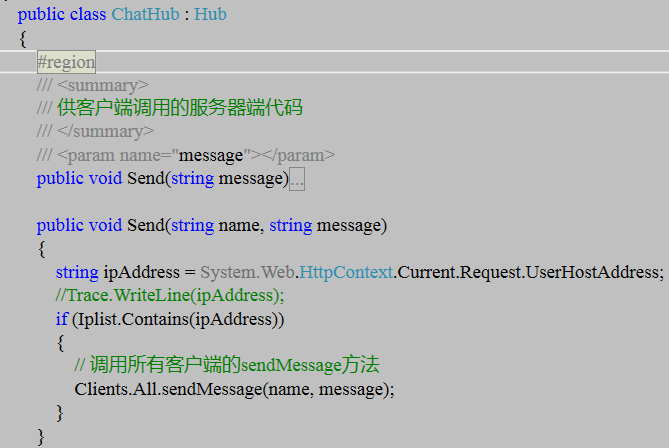 public class ChatHub : Hub
{
#region
/// <summary>
/// 供客户端调用的服务器端代码
/// </summary>
/// <param name="message"></param>
public void Send(string message)...
public void Send(string name, string message)
{
string ipAddress = System.Web.HttpContext.Current.Request.UserHostAddress;
//Trace.WriteLine(ipAddress);
if (Iplist.Contains(ipAddress))
{
// 调用所有客户端的sendMessage方法
Clients.All.sendMessage(name, message);
}
}